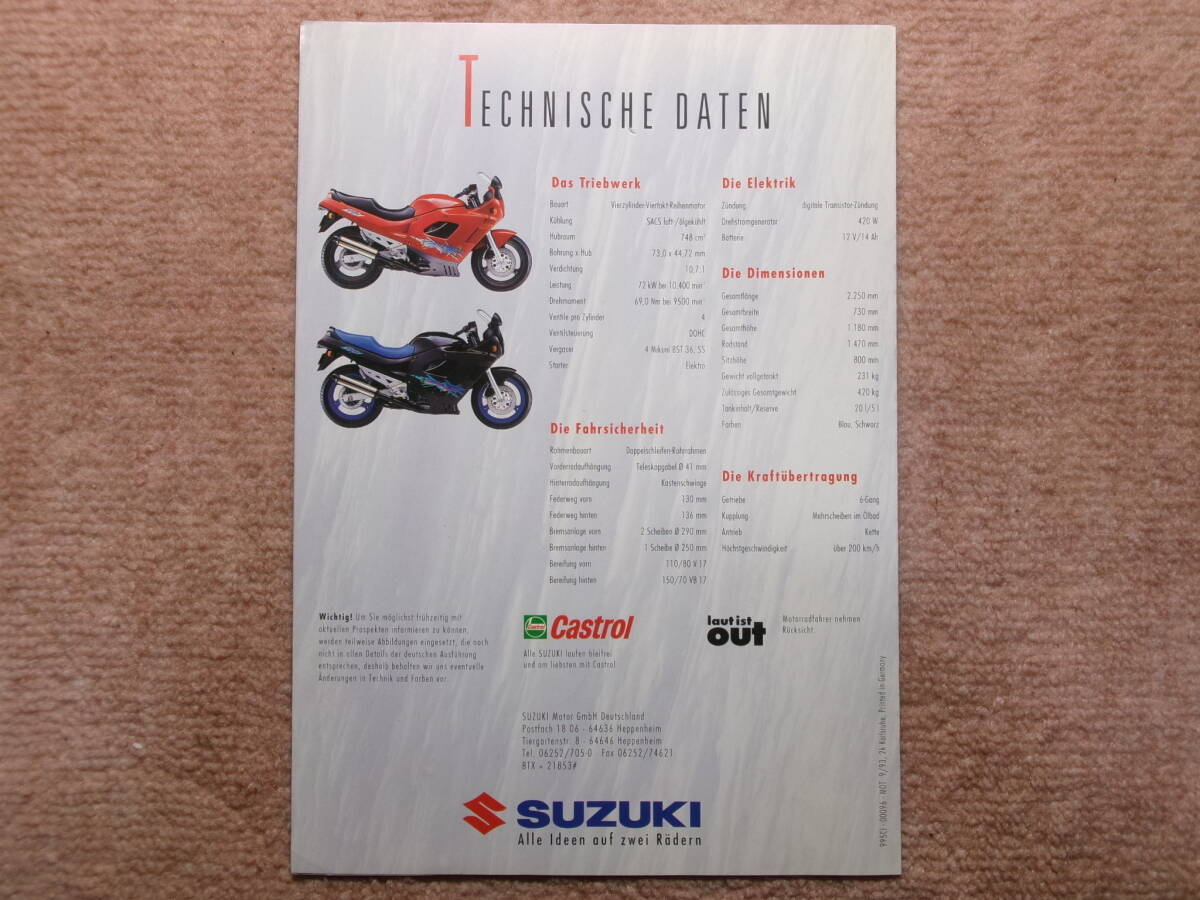 TECHNISCHE DATEN
Das Triebwerk
Bauart Vierzylinder-Viertakt-Reihenmotor
Kühlung SACS luft-/ölgekühlt
Hubraum 748 cm³
Bohrung x Hub 73,0 x 44,72 mm
Verdichtung 10,7:1
Leistung 72 kW bei 10.400 min⁻¹
Drehmoment 69,0 Nm bei 9500 min⁻¹
Ventile pro Zylinder 4
Ventilsteuerung DOHC
Vergaser 4 Mikuni BST 36, SS
Starter Elektro
Die Fahrsicherheit
Rahmenbauart Doppelschleifen-Rohrrahmen
Vorderradaufhängung Teleskopgabel Ø 41 mm
Hinterradaufhängung Kastenschwinge
Federweg vorn 130 mm
Federweg hinten 136 mm
Bremsanlage vorn 2 Scheiben Ø 290 mm
Bremsanlage hinten 1 Scheibe Ø 250 mm
Bereifung vorn 110/80 V 17
Bereifung hinten 150/70 VB 17
Die Elektrik
Zündung digitale Transistor-Zündung
Drehstromgenerator 420 W
Batterie 12 V/14 Ah
Die Dimensionen
Gesamtlänge 2.250 mm
Gesamtbreite 730 mm
Gesamthöhe 1.180 mm
Radstand 1.470 mm
Sitzhöhe 800 mm
Gewicht vollgetankt 231 kg
Zulässiges Gesamtgewicht 420 kg
Tankinhalt/Reserve 20 l/5 l
Farben Blau, Schwarz
Die Kraftübertragung
Getriebe 6-Gang
Kupplung Mehrscheiben im Ölbad
Antrieb Kette
Höchstgeschwindigkeit über 200 km/h
Wichtig! Um Sie möglichst frühzeitig mit
aktuellen Prospekten informieren zu können,
werden teilweise Abbildungen eingesetzt, die noch
nicht in allen Details der deutschen Ausführung
entsprechen, deshalb behalten wir uns eventuelle
Änderungen in Technik und Farben vor.
Castrol
Castrol
Alle SUZUKI laufen bleifrei
und am liebsten mit Castrol
laut ist
out
Motorradfahrer nehmen
Rücksicht.
SUZUKI Motor GmbH Deutschland
Postfach 18 06 - 64636 Heppenheim
Tiergartenstr. 8 - 64646 Heppenheim
Tel. 06252/705-0 Fax 06252/74621
BTX = 21853#
SUZUKI
Alle Ideen auf zwei Rädern
99501-00096 MOT 9/93, 26 Karlsruhe, Printed in Germany